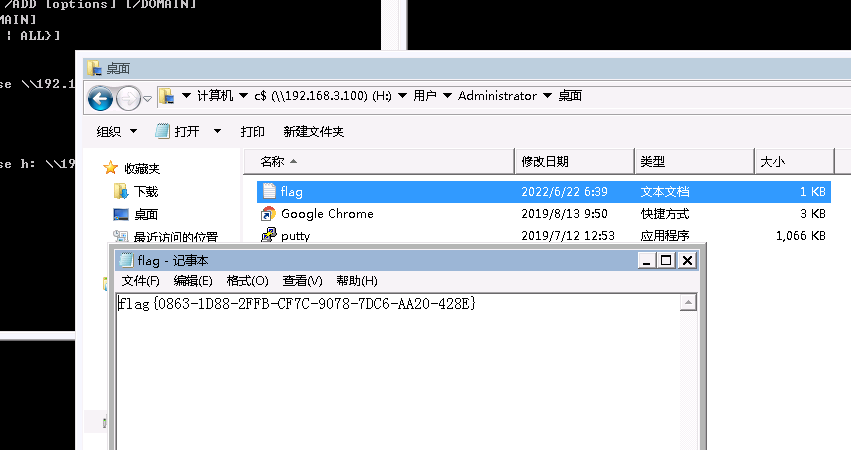 /ADD [options] [/DOMAIN]
MAIN]
| ALL}]
se \\192.1
se h: \\19
桌面
计算机 c$ (\\192.168.3.100) (H:) 用户 Administrator 桌面
组织 打开 打印 新建文件夹
收藏夹
下载
桌面
最近访问的位置
名称 修改日期 类型 大小
flag 2022/6/22 6:39 文本文档 1 KB
Google Chrome 2019/8/13 9:50 快捷方式 3 KB
putty 2019/7/12 12:53 应用程序 1,066 KB
flag - 记事本
文件(F) 编辑(E) 格式(O) 查看(V) 帮助(H)
flag{0863-1D88-2FFB-CF7C-9078-7DC6-AA20-428E}